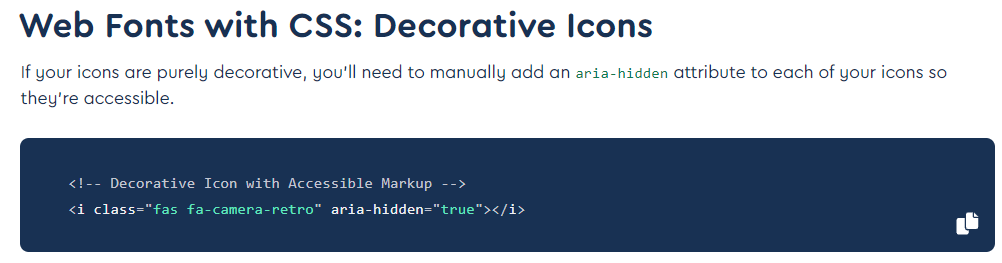 Web Fonts with CSS: Decorative Icons
If your icons are purely decorative, you'll need to manually add an aria-hidden attribute to each of your icons so
they're accessible.
<!-- Decorative Icon with Accessible Markup -->
<i class="fas fa-camera-retro" aria-hidden="true"></i>